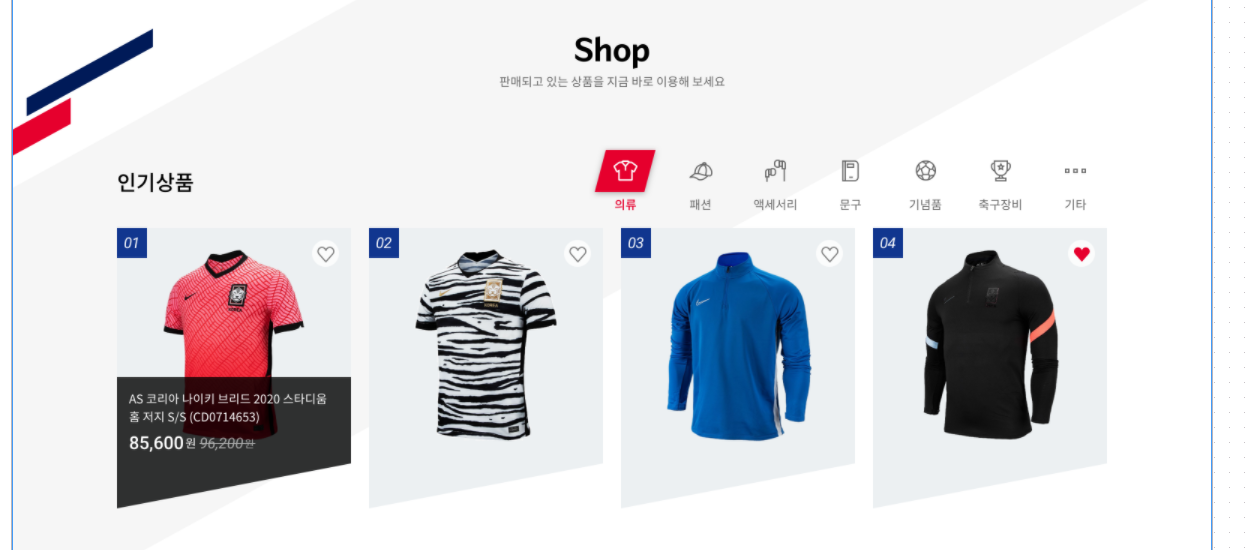 Shop
판매되고 있는 상품을 지금 바로 이용해 보세요
인기상품
의류
패션
액세서리
문구
기념품
축구장비
기타
01
02
03
04
KOREA
KOREA
AS 코리아 나이키 브리드 2020 스타디움
홈 저지 S/S (CD0714653)
85,600원 96,200원